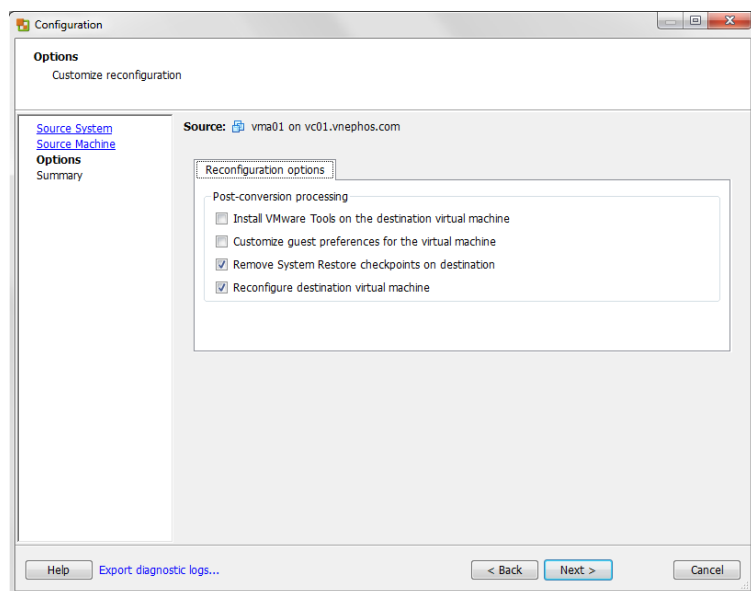 Configuration
Options
Customize reconfiguration
Source System
Source Machine
Options
Summary
Source: vma01 on vc01.vnephos.com
Reconfiguration options
Post-conversion processing
Install VMware Tools on the destination virtual machine
Customize guest preferences for the virtual machine
Remove System Restore checkpoints on destination
Reconfigure destination virtual machine
Help Export diagnostic logs... < Back Next > Cancel